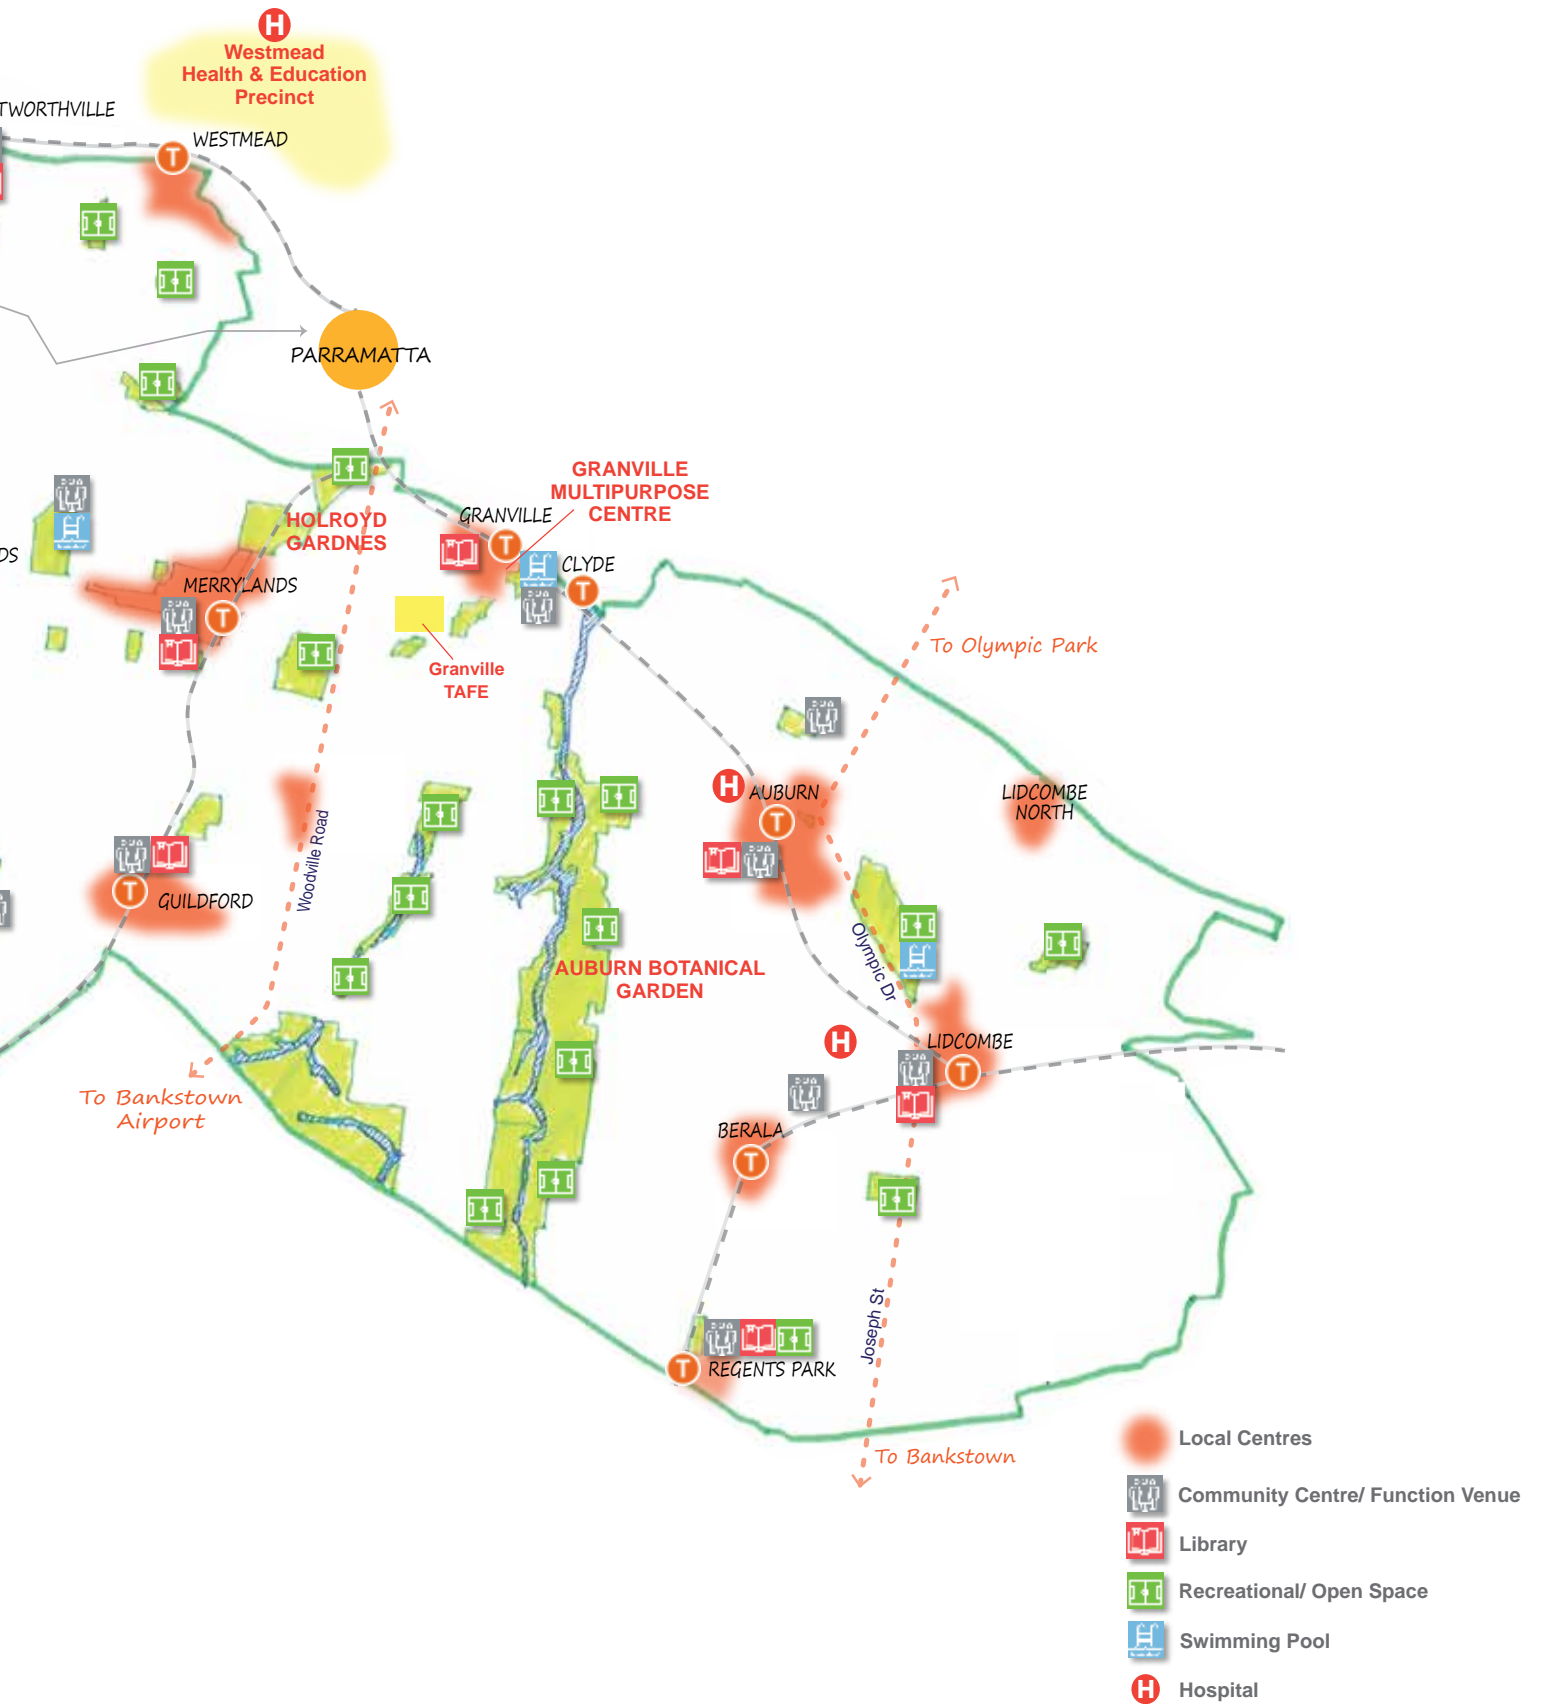 H
Westmead
Health & Education
Precinct
TWORTHVILLE
WESTMEAD
T
PARRAMATTA
GRANVILLE
MULTIPURPOSE
CENTRE
GRANVILLE
HOLROYD
GARDNES
T
CLYDE
DS
T
MERRYLANDS
T
To Olympic Park
Granville
TAFE
H
AUBURN
LIDCOMBE
NORTH
T
Woodville Road
T
GUILDFORD
Olympic Dr
AUBURN BOTANICAL
GARDEN
H
LIDCOMBE
T
To Bankstown
Airport
BERALA
T
Joseph St
T
REGENTS PARK
To Bankstown
Local Centres
Community Centre/ Function Venue
Library
Recreational/ Open Space
Swimming Pool
H
Hospital